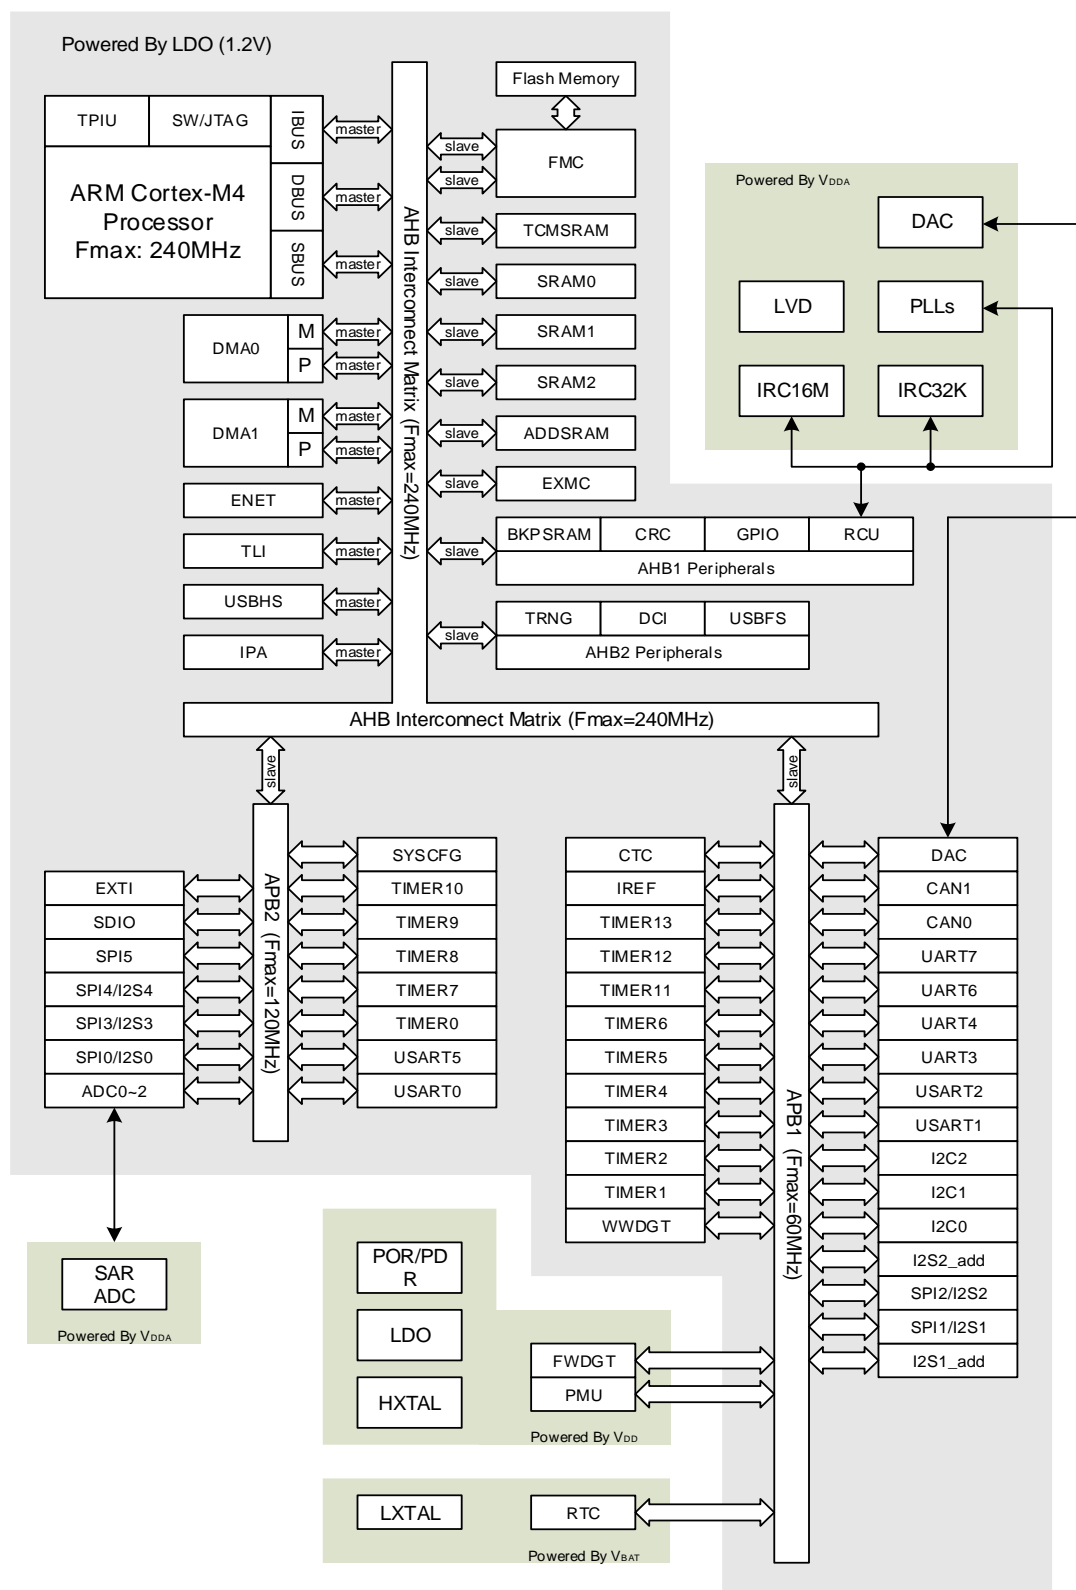 Powered By LDO (1.2V)
TPIU
SW/JTAG
IBUS
DBUS
SBUS
ARM Cortex-M4
Processor
Fmax: 240MHz
master
master
master
DMA0
M
P
master
master
DMA1
M
P
master
master
ENET
master
TLI
master
USBHS
master
IPA
master
AHB Interconnect Matrix (Fmax=240MHz)
Flash Memory
slave
slave
FMC
slave
TCMSRAM
slave
SRAM0
slave
SRAM1
slave
SRAM2
slave
ADDSRAM
slave
EXMC
slave
BKPSRAM
CRC
GPIO
RCU
AHB1 Peripherals
slave
TRNG
DCI
USBFS
AHB2 Peripherals
Powered By VDDA
DAC
LVD
PLLs
IRC16M
IRC32K
AHB Interconnect Matrix (Fmax=240MHz)
slave
slave
EXTI
SDIO
SPI5
SPI4/I2S4
SPI3/I2S3
SPI0/I2S0
ADC0~2
APB2 (Fmax=120MHz)
SYSCFG
TIMER10
TIMER9
TIMER8
TIMER7
TIMER0
USART5
USART0
CTC
IREF
TIMER13
TIMER12
TIMER11
TIMER6
TIMER5
TIMER4
TIMER3
TIMER2
TIMER1
WWDGT
APB1 (Fmax=60MHz)
DAC
CAN1
CAN0
UART7
UART6
UART4
UART3
USART2
USART1
I2C2
I2C1
I2C0
I2S2_add
SPI2/I2S2
SPI1/I2S1
I2S1_add
SAR
ADC
Powered By VDDA
POR/PD
R
LDO
HXTAL
FWDGT
PMU
Powered By VDD
LXTAL
RTC
Powered By VBAT